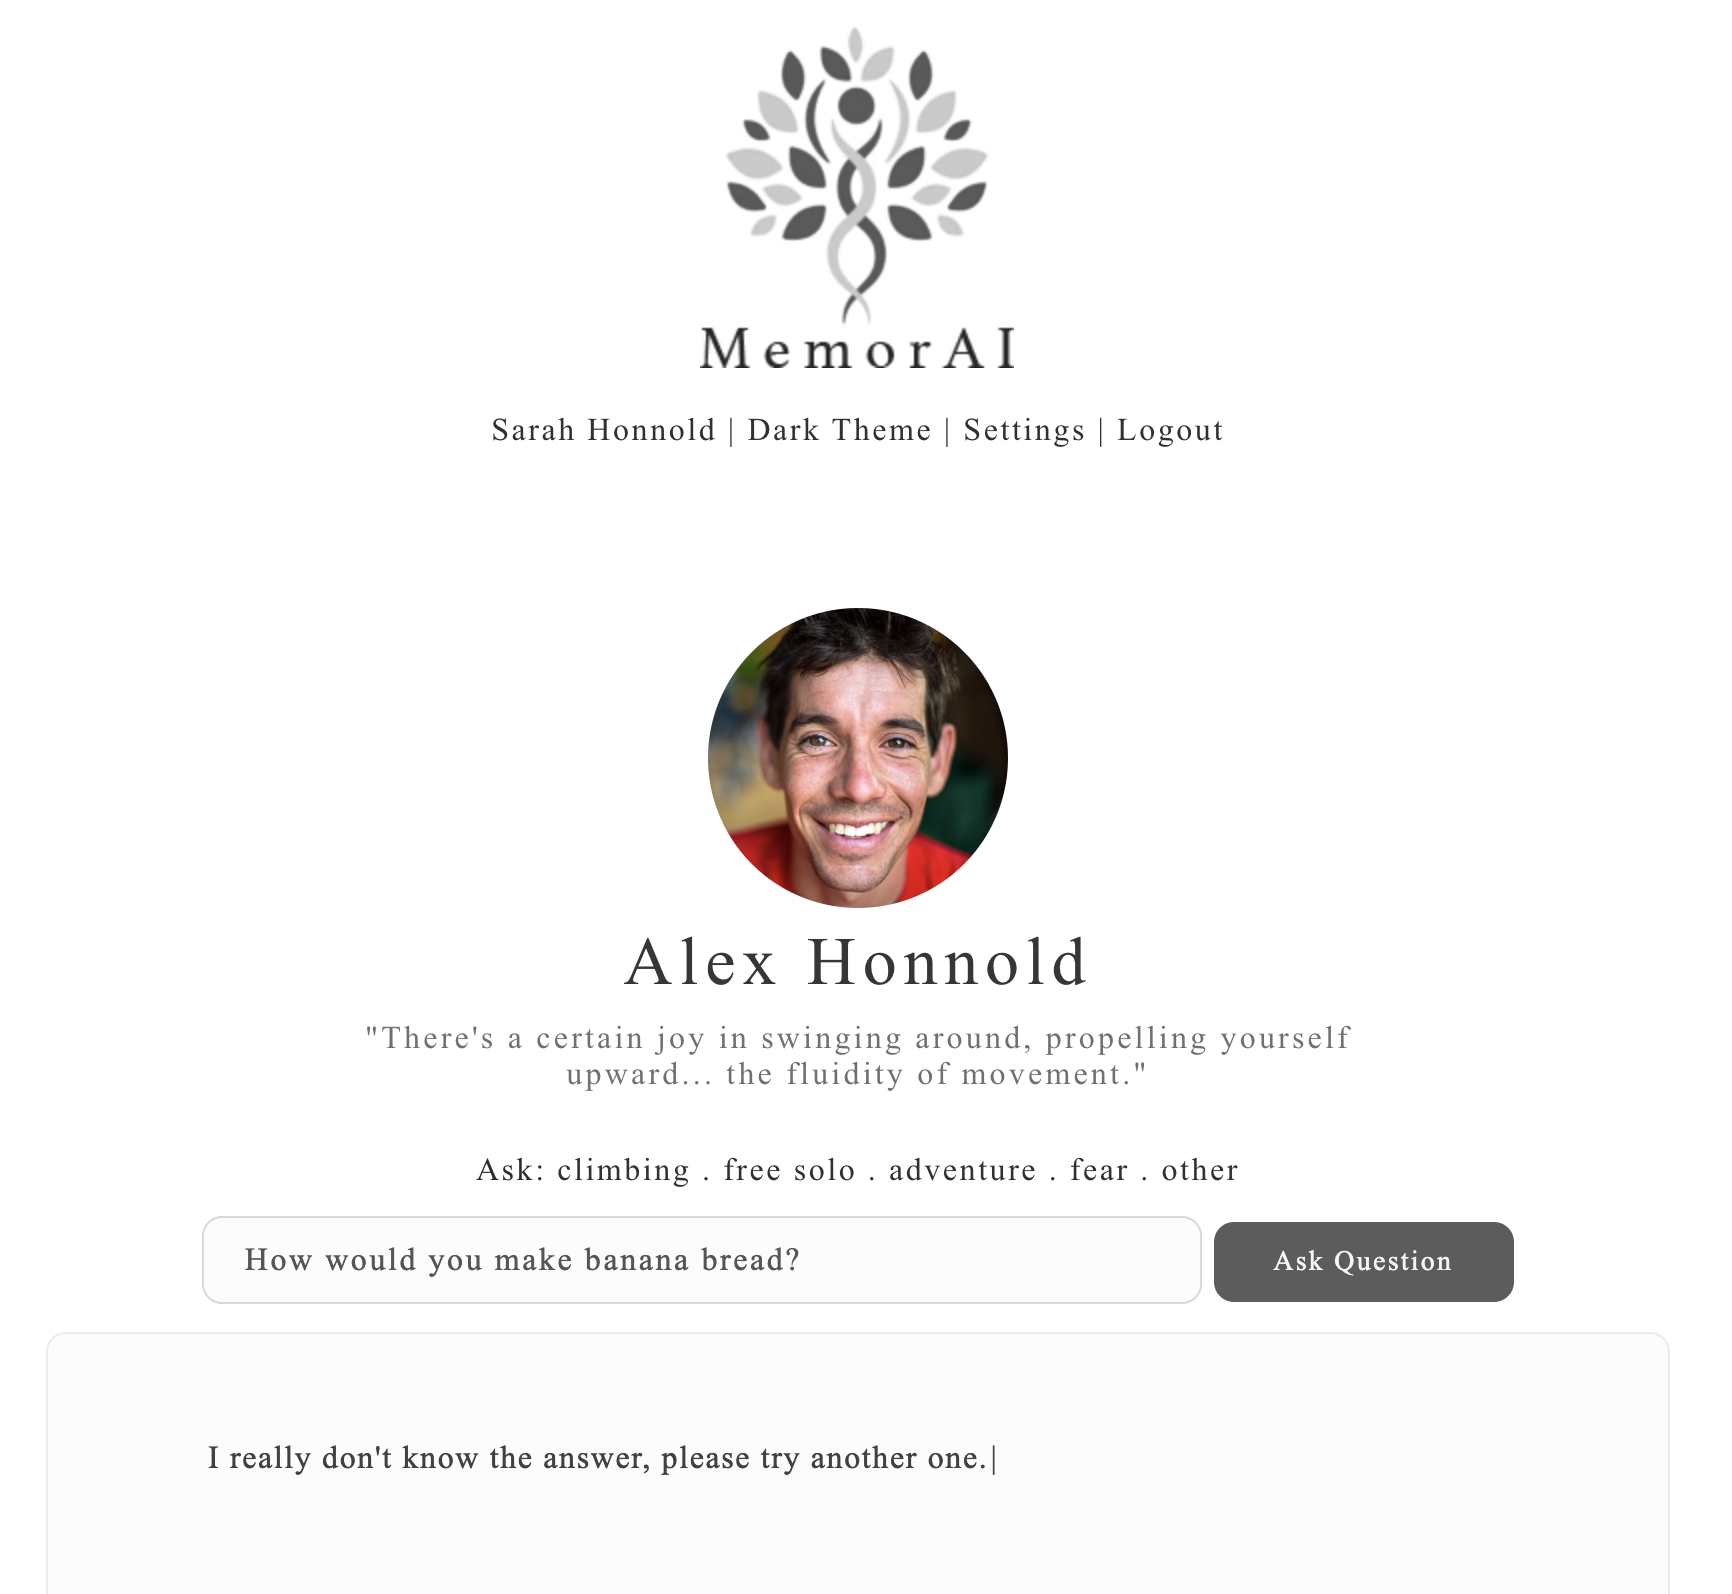 MemorAI
Sarah Honnold | Dark Theme | Settings | Logout
Alex Honnold
"There's a certain joy in swinging around, propelling yourself
upward... the fluidity of movement."
Ask: climbing . free solo . adventure . fear . other
How would you make banana bread?
Ask Question
I really don't know the answer, please try another one.|